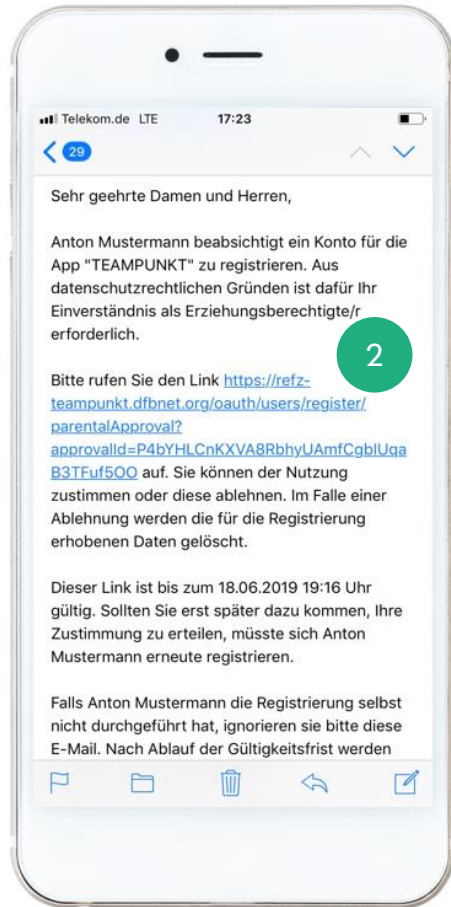 Telekom.de LTE 17:23
29
Sehr geehrte Damen und Herren,
Anton Mustermann beabsichtigt ein Konto für die
App "TEAMPUNKT" zu registrieren. Aus
datenschutzrechtlichen Gründen ist dafür Ihr
Einverständnis als Erziehungsberechtigte/r
erforderlich.
2
Bitte rufen Sie den Link https://refz-
teampunkt.dfbnet.org/oauth/users/register/
parentalApproval?
approvalId=P4bYHLCnKXVA8RbhyUAmfCgblUqa
B3TFuf5OO auf. Sie können der Nutzung
zustimmen oder diese ablehnen. Im Falle einer
Ablehnung werden die für die Registrierung
erhobenen Daten gelöscht.
Dieser Link ist bis zum 18.06.2019 19:16 Uhr
gültig. Sollten Sie erst später dazu kommen, Ihre
Zustimmung zu erteilen, müsste sich Anton
Mustermann erneute registrieren.
Falls Anton Mustermann die Registrierung selbst
nicht durchgeführt hat, ignorieren sie bitte diese
E-Mail. Nach Ablauf der Gültigkeitsfrist werden